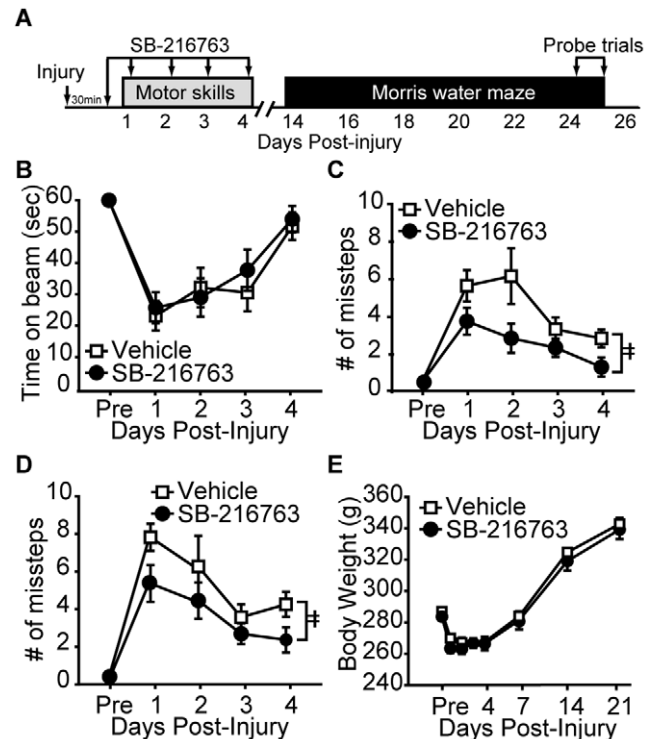 A
SB-216763
Probe trials
Injury
30min
Motor skills
Morris water maze
1 2 3 4 14 16 18 20 22 24 26
Days Post-injury
B
Time on beam (sec)
60
50
40
30
20
10
0
Vehicle
SB-216763
Pre 1 2 3 4
Days Post-Injury
C
# of missteps
10
8
6
4
2
0
Vehicle
SB-216763
‡
Pre 1 2 3 4
Days Post-Injury
D
# of missteps
10
8
6
4
2
0
Vehicle
SB-216763
‡
Pre 1 2 3 4
Days Post-Injury
E
Body Weight (g)
360
340
320
300
280
260
240
Vehicle
SB-216763
Pre 4 7 14 21
Days Post-Injury